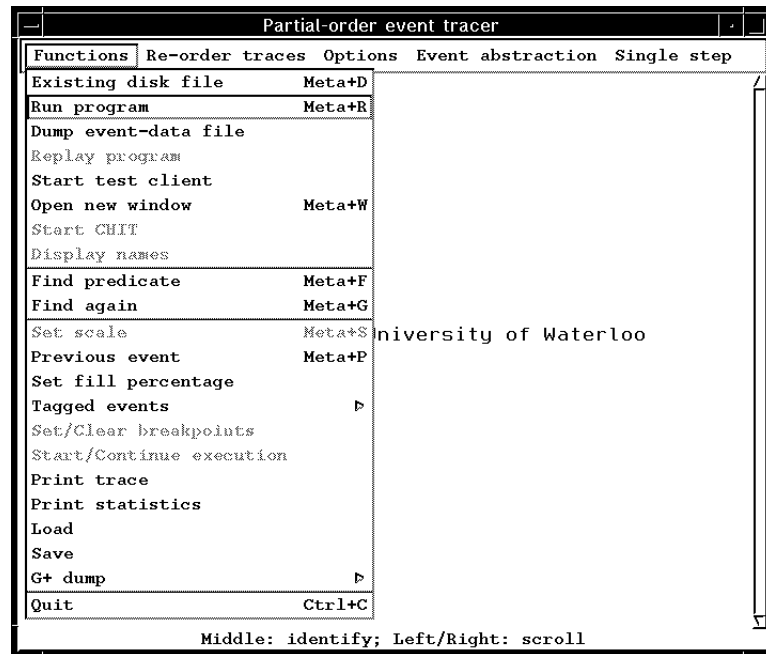 Partial-order event tracer
Functions Re-order traces Options Event abstraction Single step
Existing disk file Meta+D
Run program Meta+R
Dump event-data file
Replay program
Start test client
Open new window Meta+W
Start CHIT
Display names
Find predicate Meta+F
Find again Meta+G
Set scale Meta+S
niversity of Waterloo
Previous event Meta+P
Set fill percentage
Tagged events
Set/Clear breakpoints
Start/Continue execution
Print trace
Print statistics
Load
Save
G+ dump
Quit Ctrl+C
Middle: identify; Left/Right: scroll